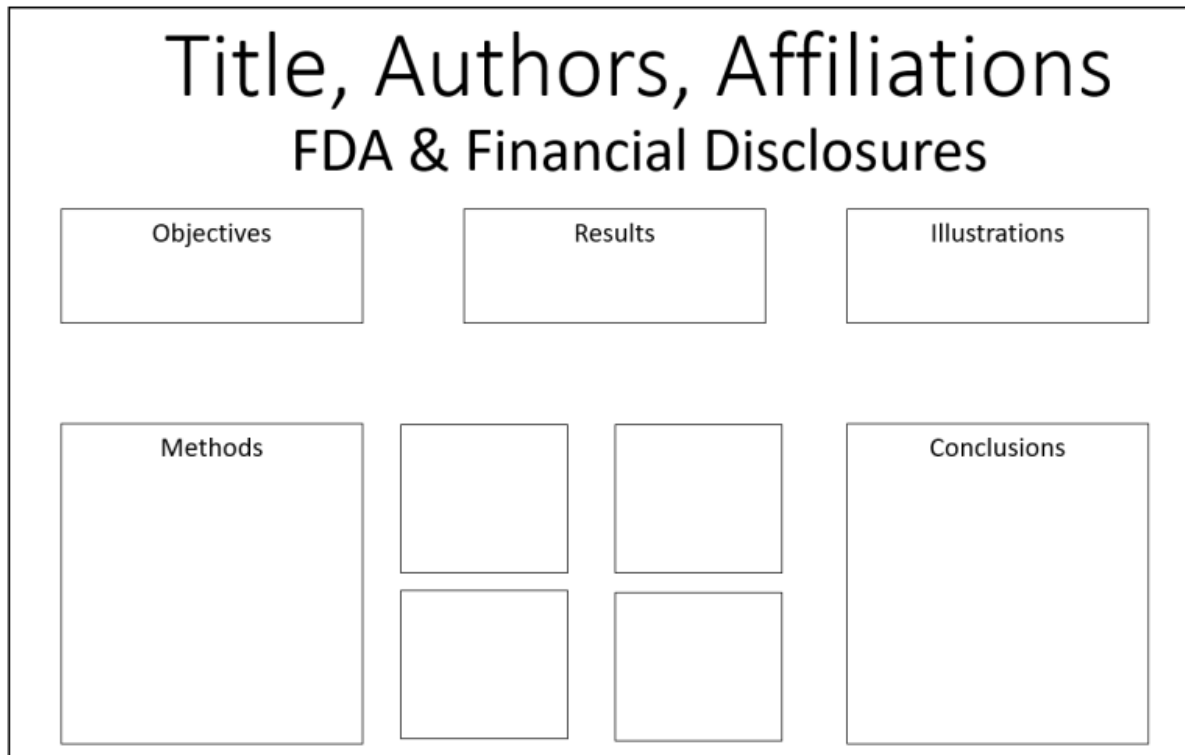 Title, Authors, Affiliations
FDA & Financial Disclosures
Objectives
Results
Illustrations
Methods
Conclusions